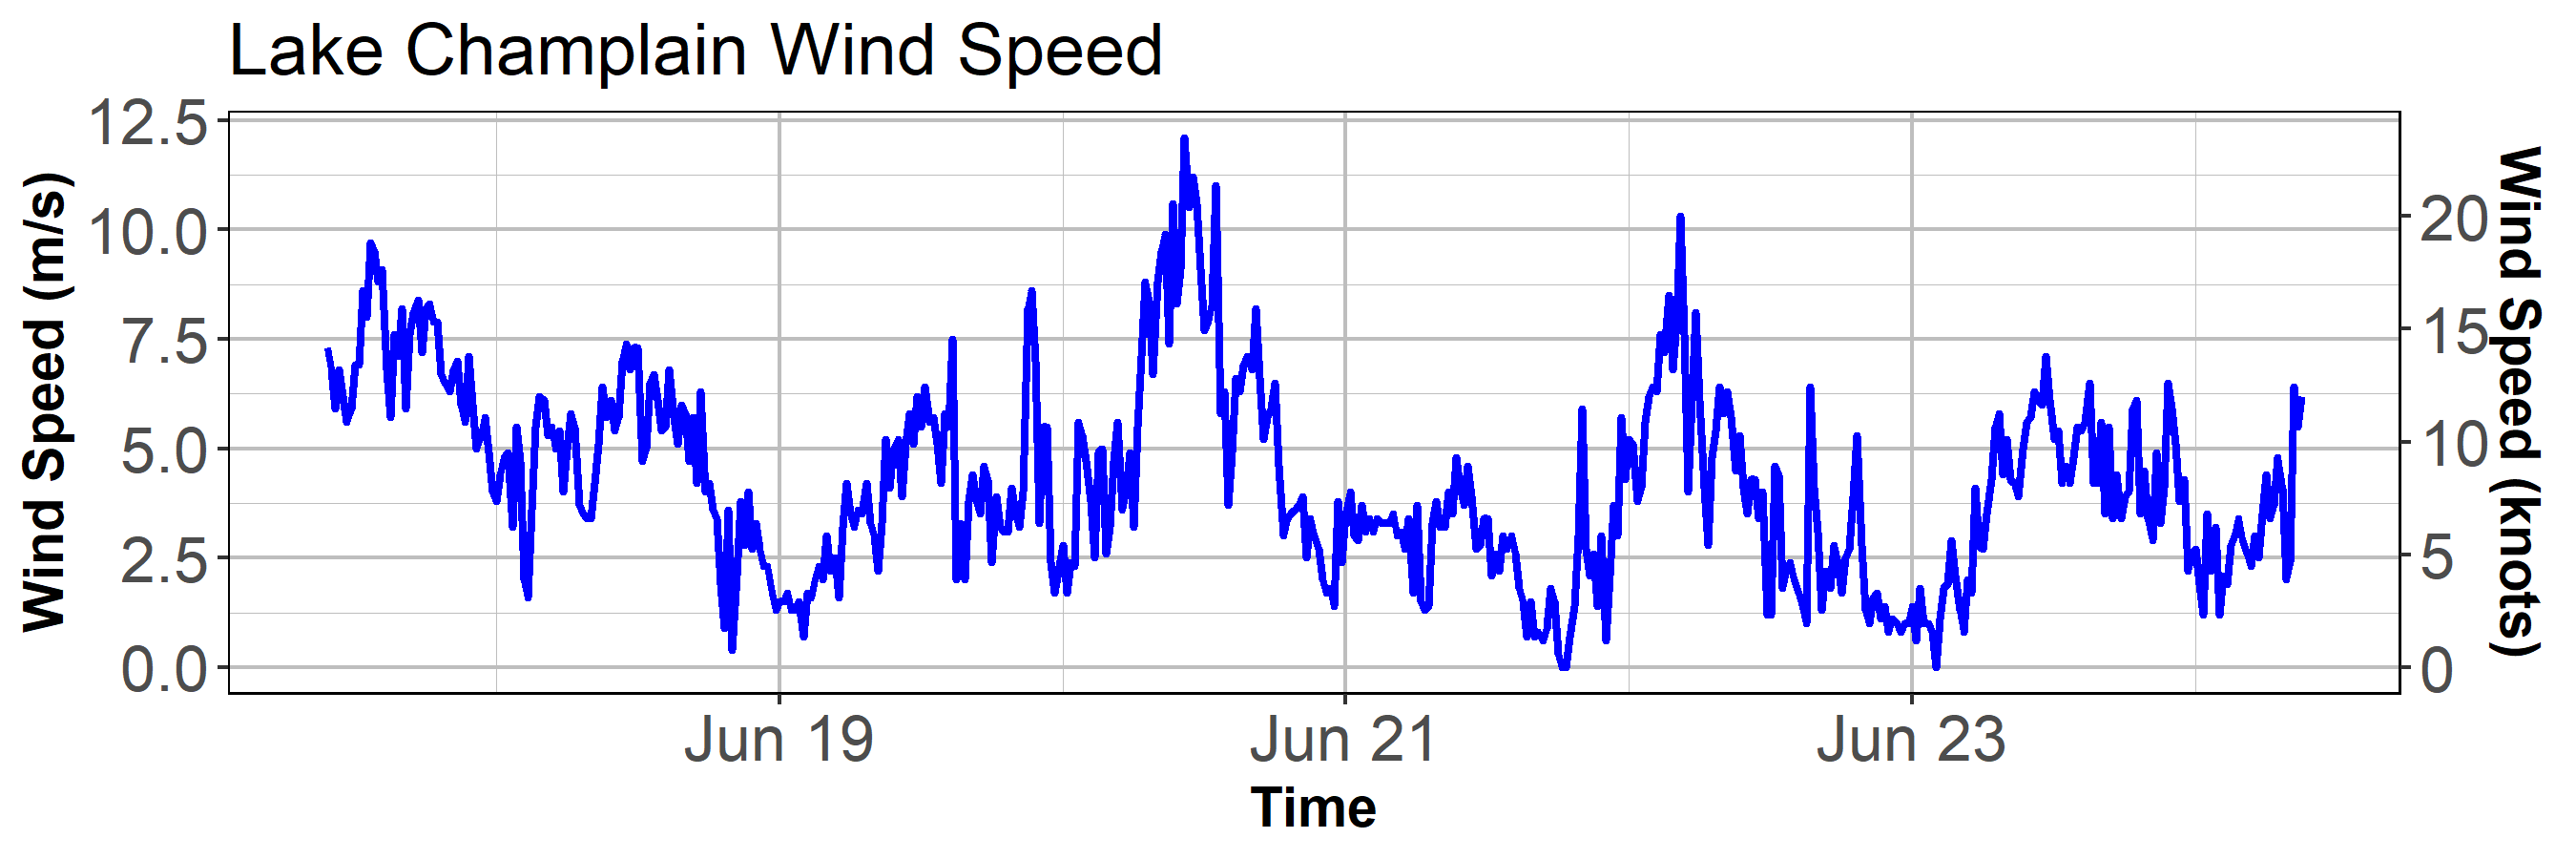 Lake Champlain Wind Speed
Wind Speed (m/s)
12.5
10.0
7.5
5.0
2.5
0.0
20
15
10
5
0
Wind Speed (knots)
Jun 19
Jun 21
Jun 23
Time